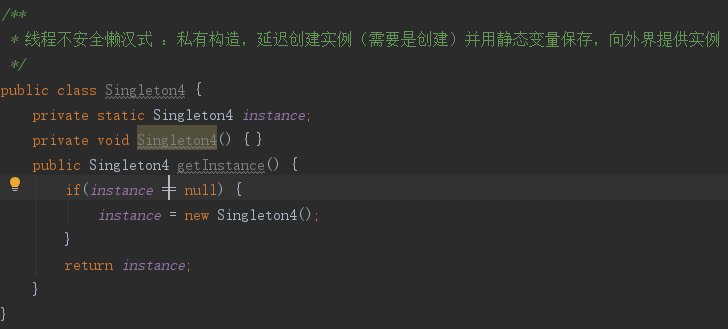 /**
 * 线程不安全懒汉式 : 私有构造, 延迟创建实例 (需要是创建) 并用静态变量保存, 向外界提供实例
 */
public class Singleton4 {
    private static Singleton4 instance;
    private void Singleton4() { }
    public Singleton4 getInstance() {
        if(instance == null) {
            instance = new Singleton4();
        }
        return instance;
    }
}